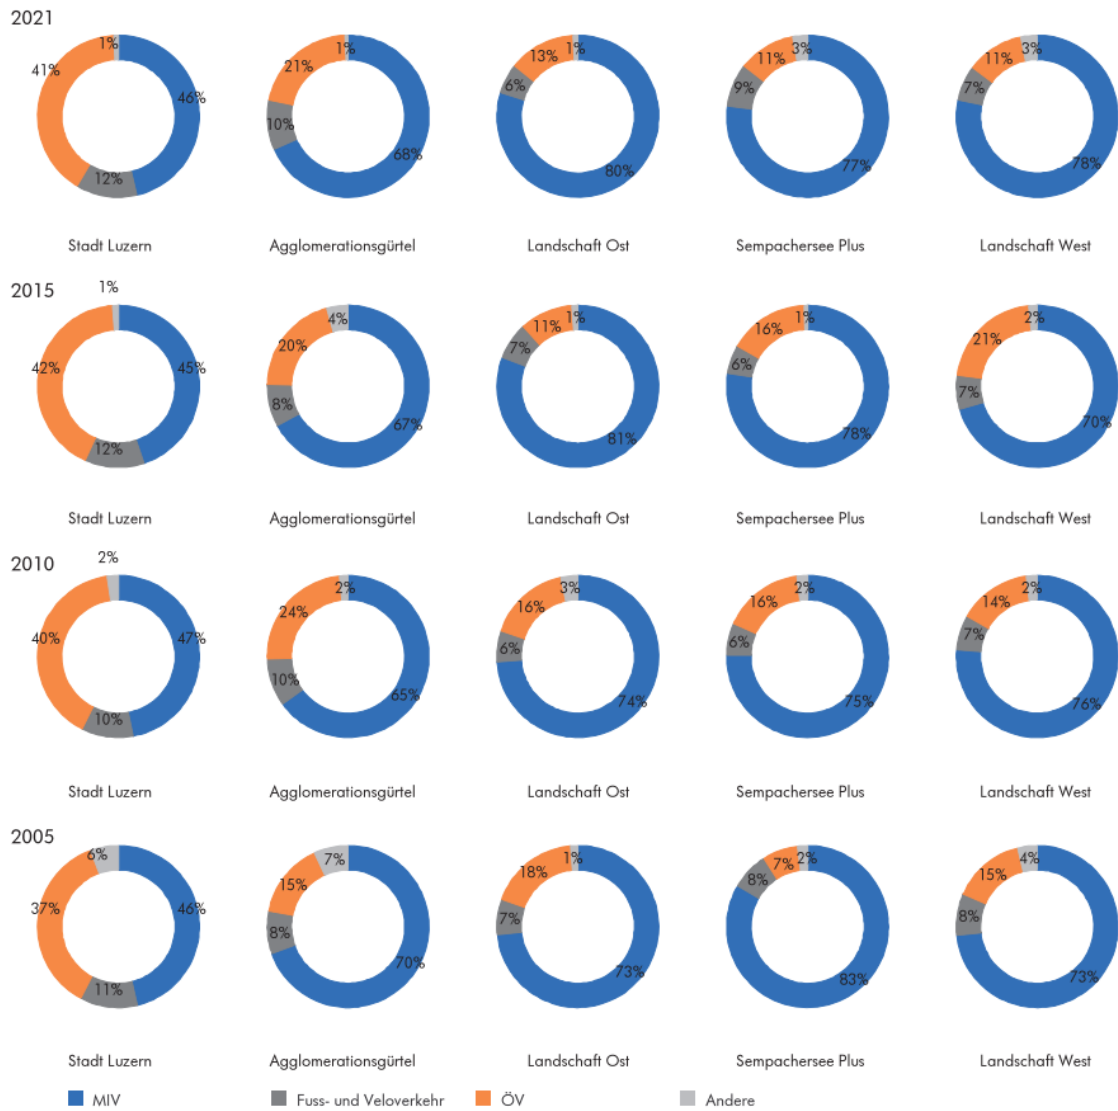 2021
1% 1% 13% 1% 11% 3% 11% 3%
41% 21%
46% 10% 6% 9% 7%
68% 80% 77% 78%
12%
Stadt Luzern Agglomerationsgürtel Landschaft Ost Sempachersee Plus Landschaft West
2015
1%
4% 11% 1% 16% 1% 21% 2%
42% 45% 20% 7% 6% 7%
8% 67% 81% 78% 70%
12%
Stadt Luzern Agglomerationsgürtel Landschaft Ost Sempachersee Plus Landschaft West
2010
2%
24% 2% 16% 3% 16% 2% 14% 2%
40% 47% 6% 6% 7%
10% 65% 74% 75% 76%
10%
Stadt Luzern Agglomerationsgürtel Landschaft Ost Sempachersee Plus Landschaft West
2005
6% 7% 18% 1% 7% 2% 4%
37% 46% 15% 7% 8% 15%
8% 70% 73% 83% 8% 73%
11%
Stadt Luzern Agglomerationsgürtel Landschaft Ost Sempachersee Plus Landschaft West
MIV Fuss- und Veloverkehr ÖV Andere